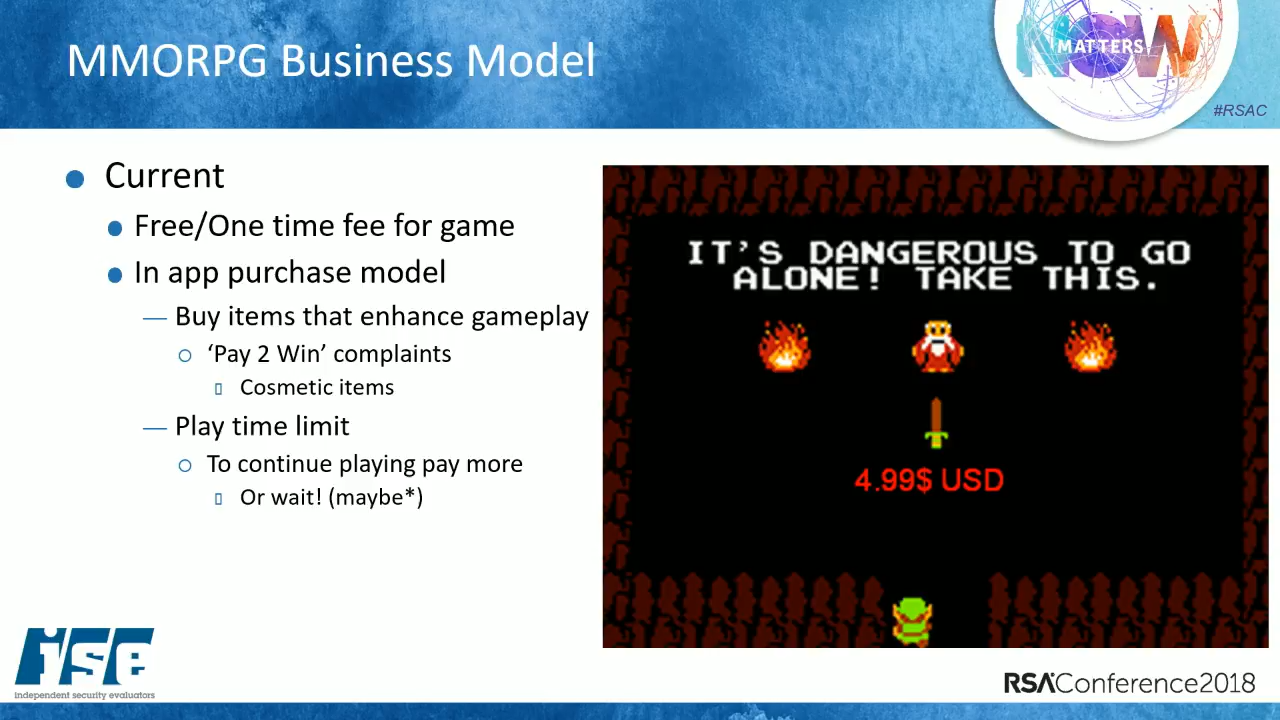 MMORPG Business Model
NOW
MATTERS
#RSAC
Current
Free/One time fee for game
In app purchase model
Buy items that enhance gameplay
‘Pay 2 Win’ complaints
Cosmetic items
Play time limit
To continue playing pay more
Or wait! (maybe*)
IT'S DANGEROUS TO GO
ALONE! TAKE THIS.
4.99$ USD
ise
independent security evaluators
RSAConference2018